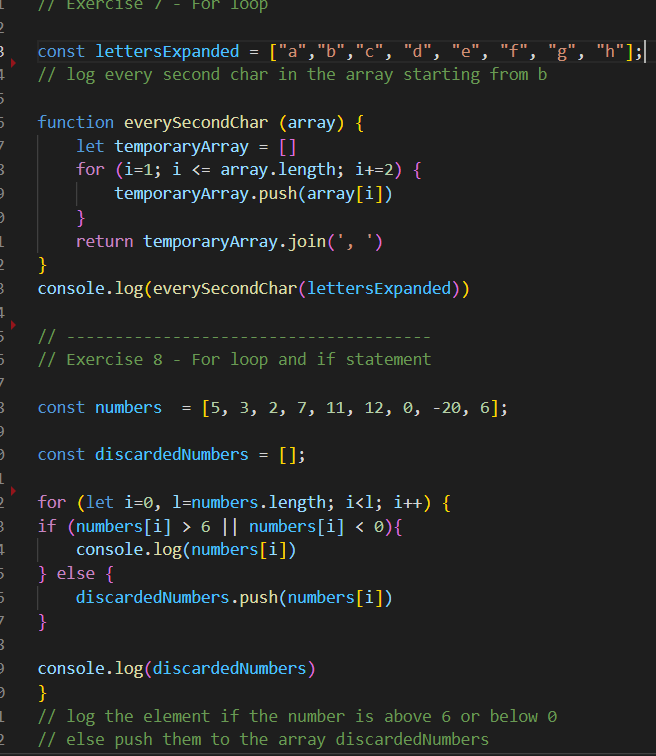 // Exercise 7 - For loop
const lettersExpanded = ["a","b","c", "d", "e", "f", "g", "h"];
// log every second char in the array starting from b
function everySecondChar (array) {
let temporaryArray = []
for (i=1; i <= array.length; i+=2) {
temporaryArray.push(array[i])
}
return temporaryArray.join(', ')
}
console.log(everySecondChar(lettersExpanded))
// --------------------------------------
// Exercise 8 - For loop and if statement
const numbers  = [5, 3, 2, 7, 11, 12, 0, -20, 6];
const discardedNumbers = [];
for (let i=0, l=numbers.length; i<l; i++) {
if (numbers[i] > 6 || numbers[i] < 0){
console.log(numbers[i])
} else {
discardedNumbers.push(numbers[i])
}
console.log(discardedNumbers)
}
// log the element if the number is above 6 or below 0
// else push them to the array discardedNumbers